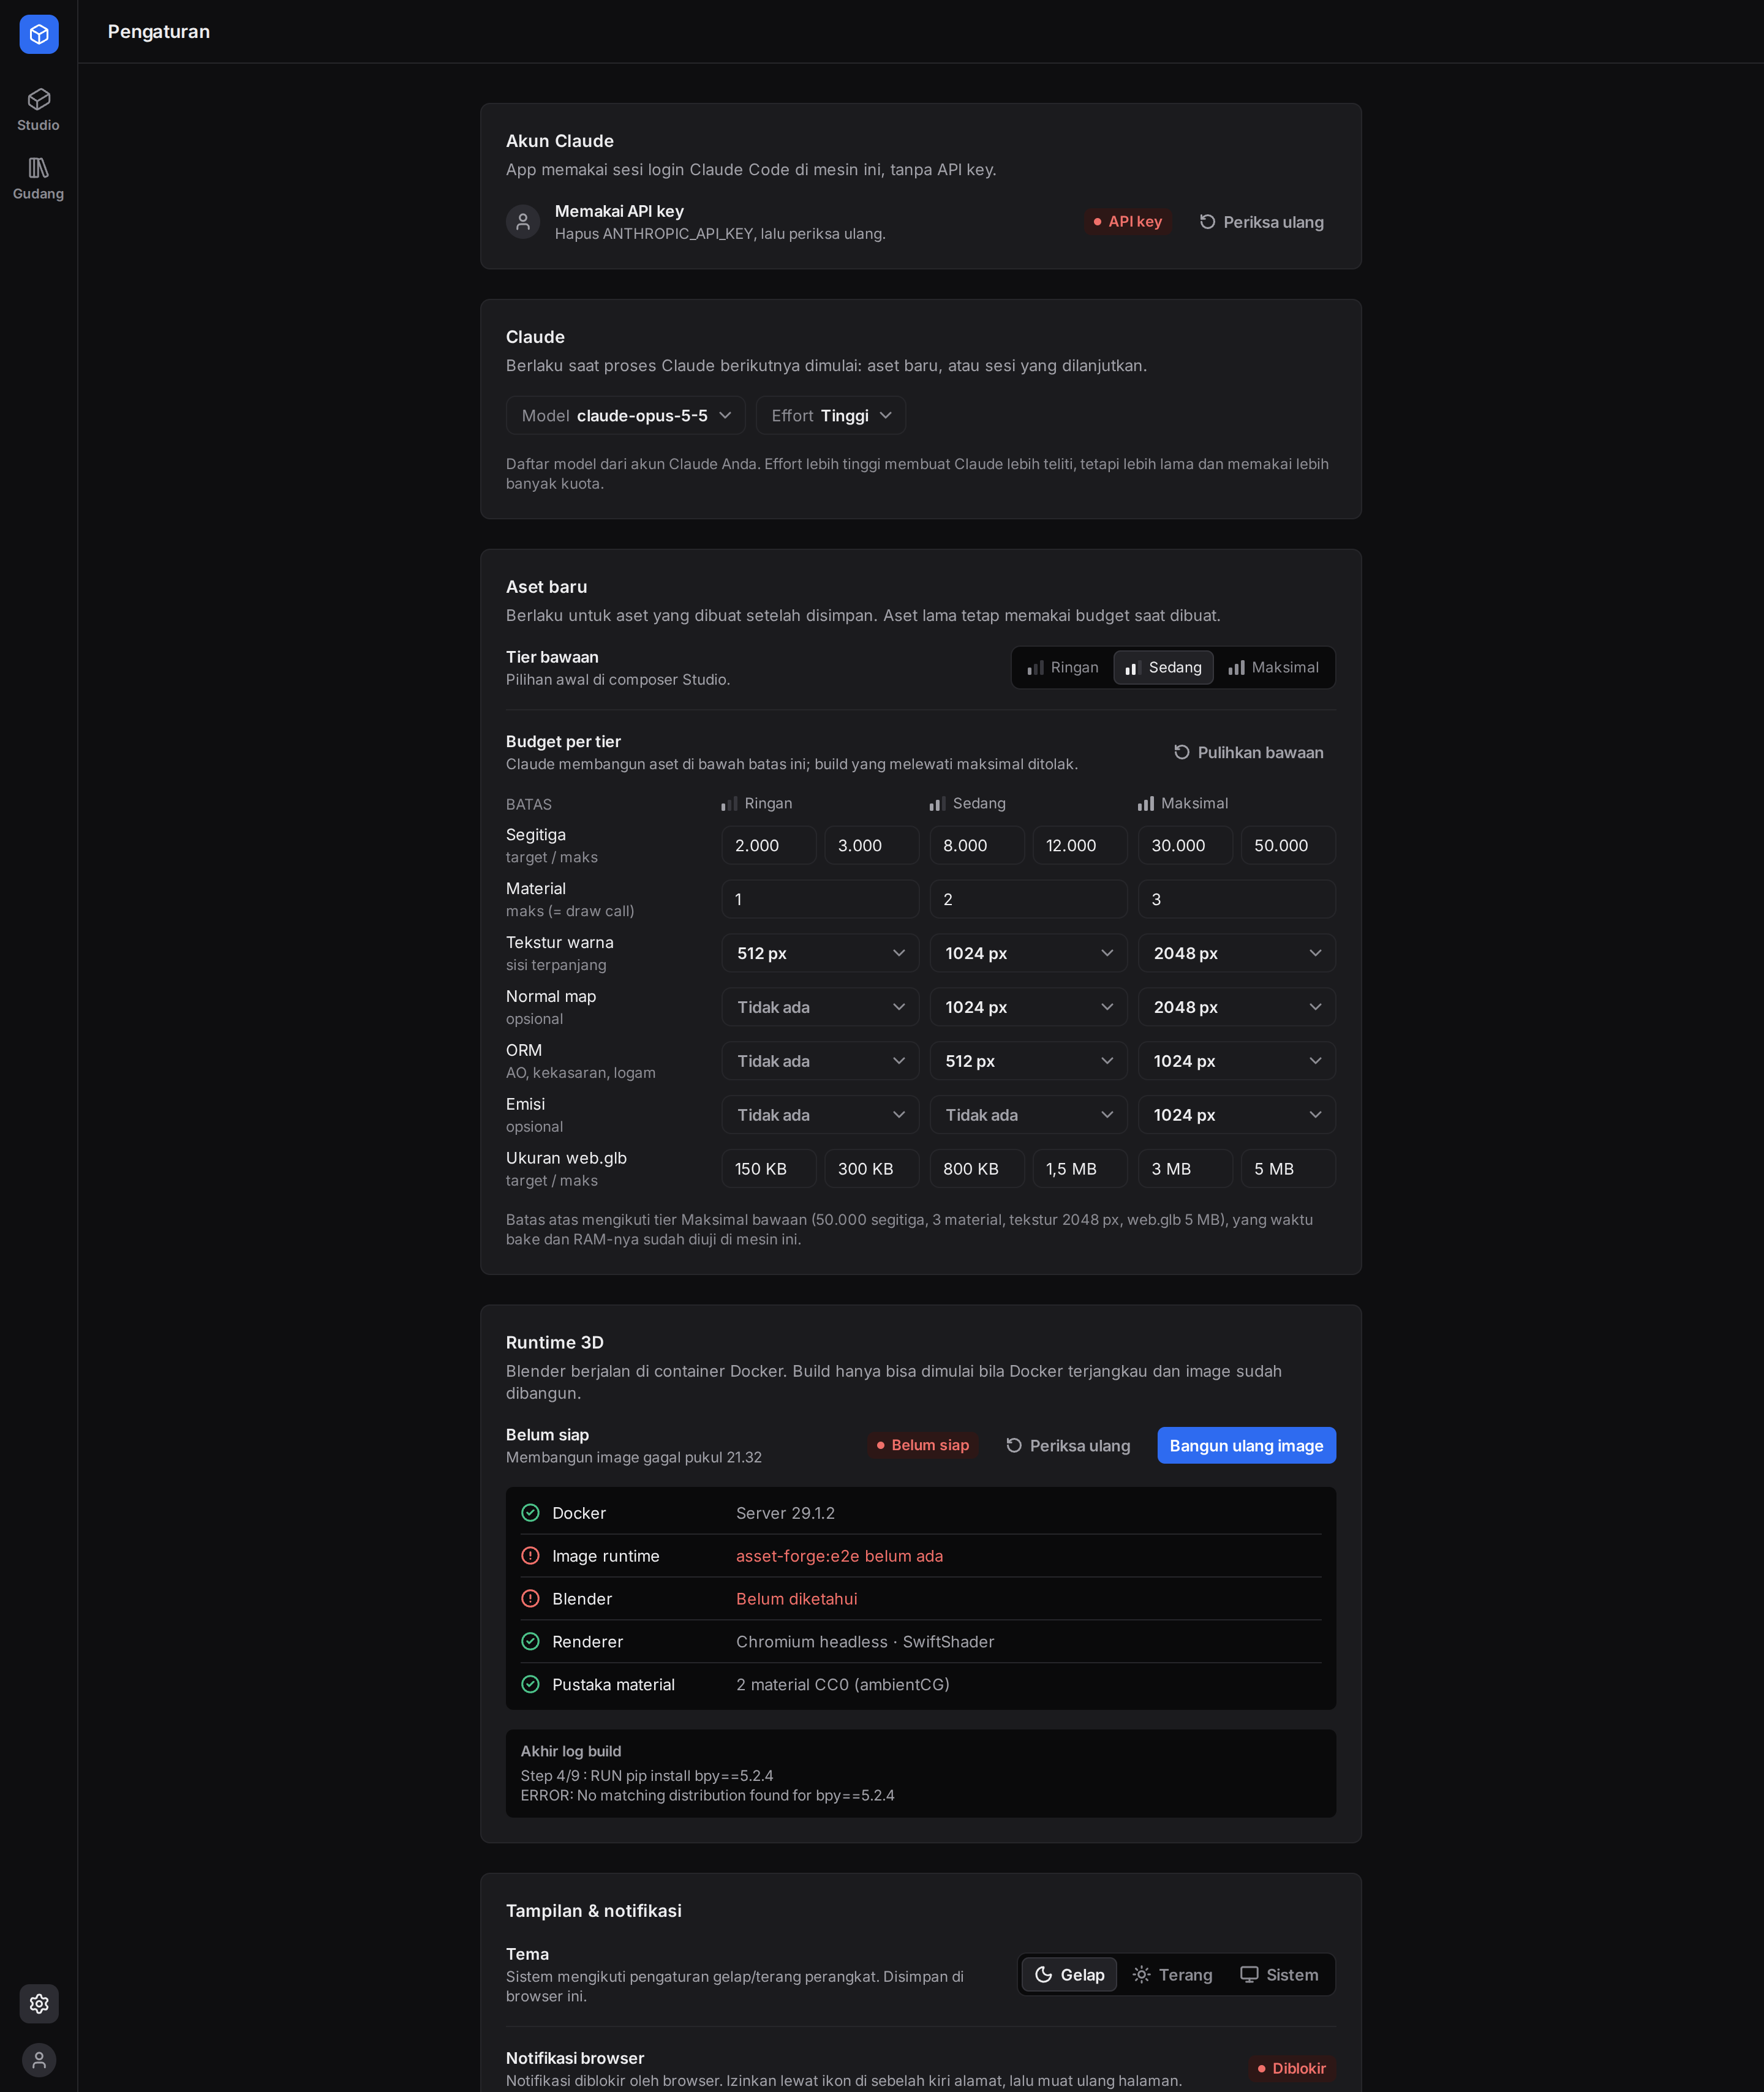 Pengaturan
Studio
Gudang
Akun Claude
App memakai sesi login Claude Code di mesin ini, tanpa API key.
Memakai API key
Hapus ANTHROPIC_API_KEY, lalu periksa ulang.
API key
Periksa ulang
Claude
Berlaku saat proses Claude berikutnya dimulai: aset baru, atau sesi yang dilanjutkan.
Model claude-opus-5-5
Effort Tinggi
Daftar model dari akun Claude Anda. Effort lebih tinggi membuat Claude lebih teliti, tetapi lebih lama dan memakai lebih
banyak kuota.
Aset baru
Berlaku untuk aset yang dibuat setelah disimpan. Aset lama tetap memakai budget saat dibuat.
Tier bawaan
Pilihan awal di composer Studio.
Ringan Sedang Maksimal
Budget per tier
Claude membangun aset di bawah batas ini; build yang melewati maksimal ditolak.
Pulihkan bawaan
BATAS Ringan Sedang Maksimal
Segitiga
target / maks
2.000 3.000 8.000 12.000 30.000 50.000
Material
maks (= draw call)
1 2 3
Tekstur warna
sisi terpanjang
512 px 1024 px 2048 px
Normal map
opsional
Tidak ada 1024 px 2048 px
ORM
AO, kekasaran, logam
Tidak ada 512 px 1024 px
Emisi
opsional
Tidak ada Tidak ada 1024 px
Ukuran web.glb
target / maks
150 KB 300 KB 800 KB 1,5 MB 3 MB 5 MB
Batas atas mengikuti tier Maksimal bawaan (50.000 segitiga, 3 material, tekstur 2048 px, web.glb 5 MB), yang waktu
bake dan RAM-nya sudah diuji di mesin ini.
Runtime 3D
Blender berjalan di container Docker. Build hanya bisa dimulai bila Docker terjangkau dan image sudah
dibangun.
Belum siap
Membangun image gagal pukul 21.32
Belum siap
Periksa ulang
Bangun ulang image
Docker Server 29.1.2
Image runtime asset-forge:e2e belum ada
Blender Belum diketahui
Renderer Chromium headless · SwiftShader
Pustaka material 2 material CC0 (ambientCG)
Akhir log build
Step 4/9 : RUN pip install bpy==5.2.4
ERROR: No matching distribution found for bpy==5.2.4
Tampilan & notifikasi
Tema
Sistem mengikuti pengaturan gelap/terang perangkat. Disimpan di
browser ini.
Gelap Terang Sistem
Notifikasi browser
Notifikasi diblokir oleh browser. Izinkan lewat ikon di sebelah kiri alamat, lalu muat ulang halaman.
Diblokir